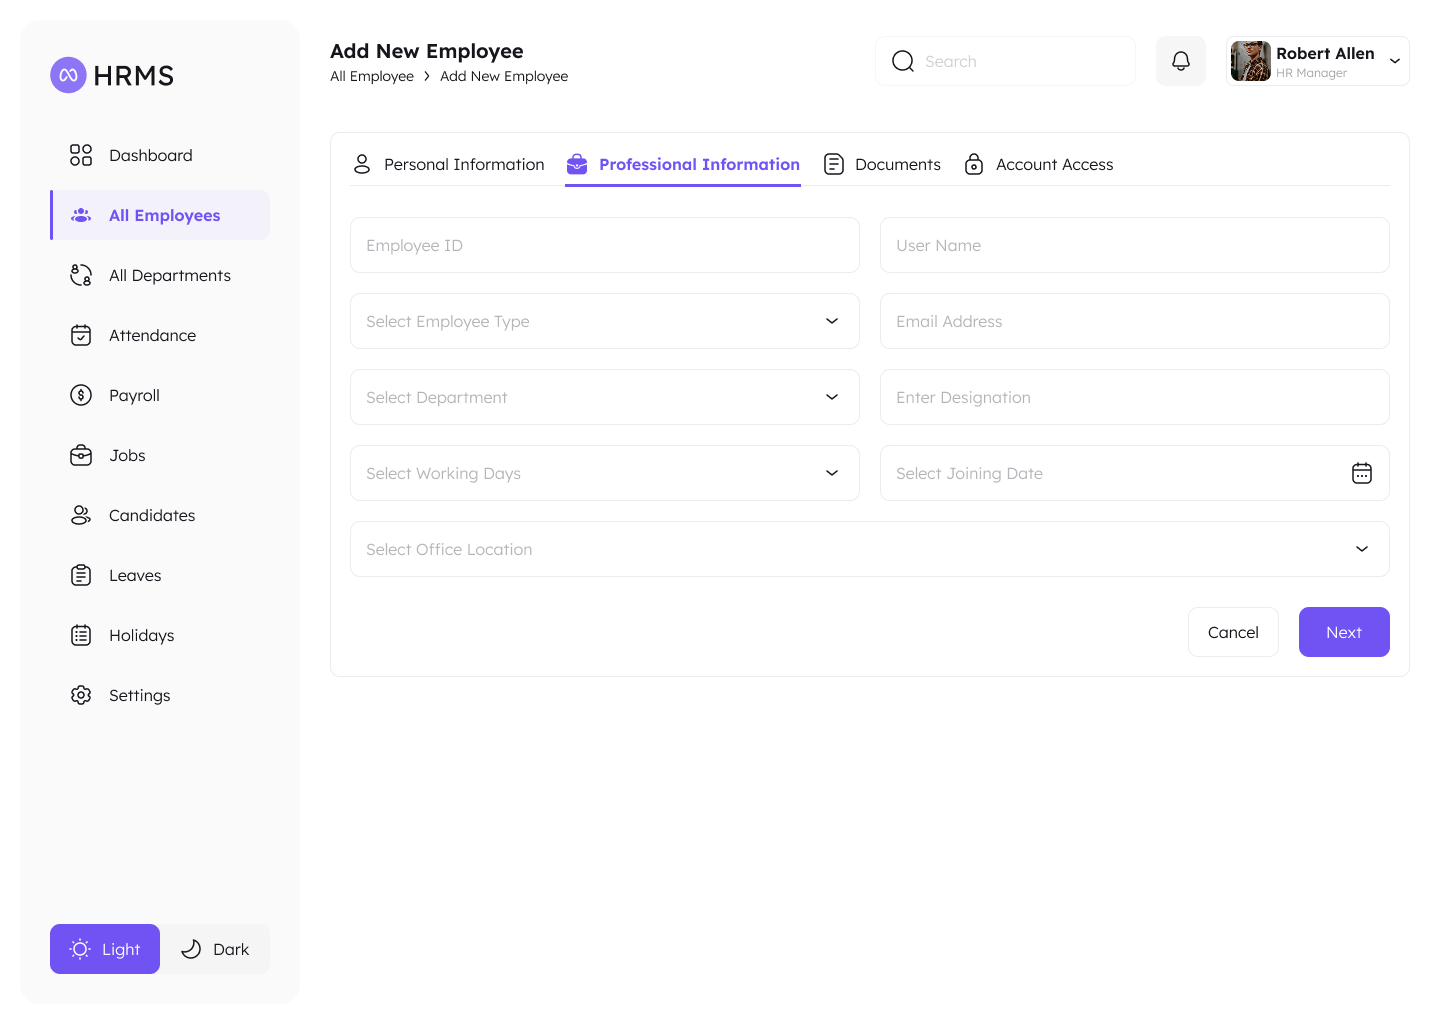 HRMS
Dashboard
All Employees
All Departments
Attendance
Payroll
Jobs
Candidates
Leaves
Holidays
Settings
Light
Dark
Add New Employee
All Employee > Add New Employee
Search
Robert Allen
HR Manager
Personal Information
Professional Information
Documents
Account Access
Employee ID
User Name
Select Employee Type
Email Address
Select Department
Enter Designation
Select Working Days
Select Joining Date
Select Office Location
Cancel
Next